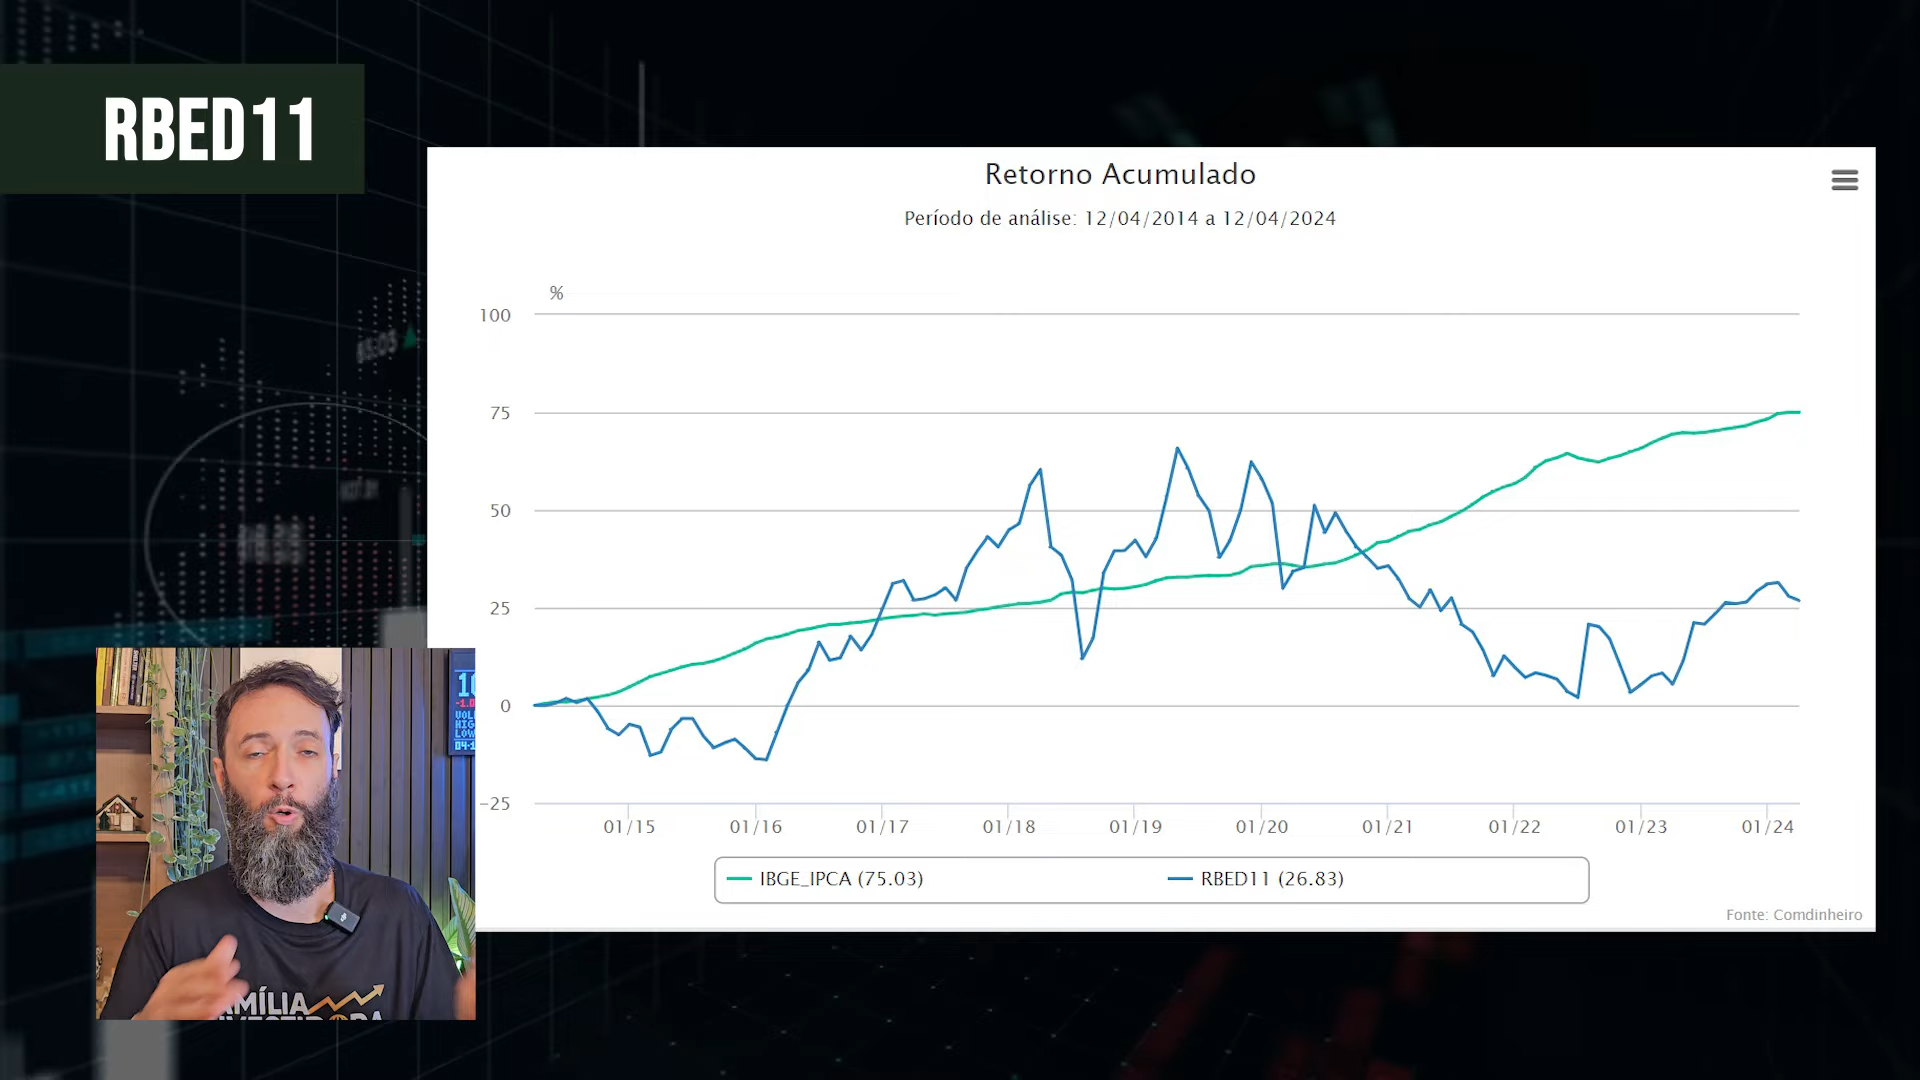 RBED11
Retorno Acumulado
Período de análise: 12/04/2014 a 12/04/2024
%
100
75
50
25
0
−25
01/15
01/16
01/17
01/18
01/19
01/20
01/21
01/22
01/23
01/24
IBGE_IPCA (75.03)
RBED11 (26.83)
Fonte: Comdinheiro